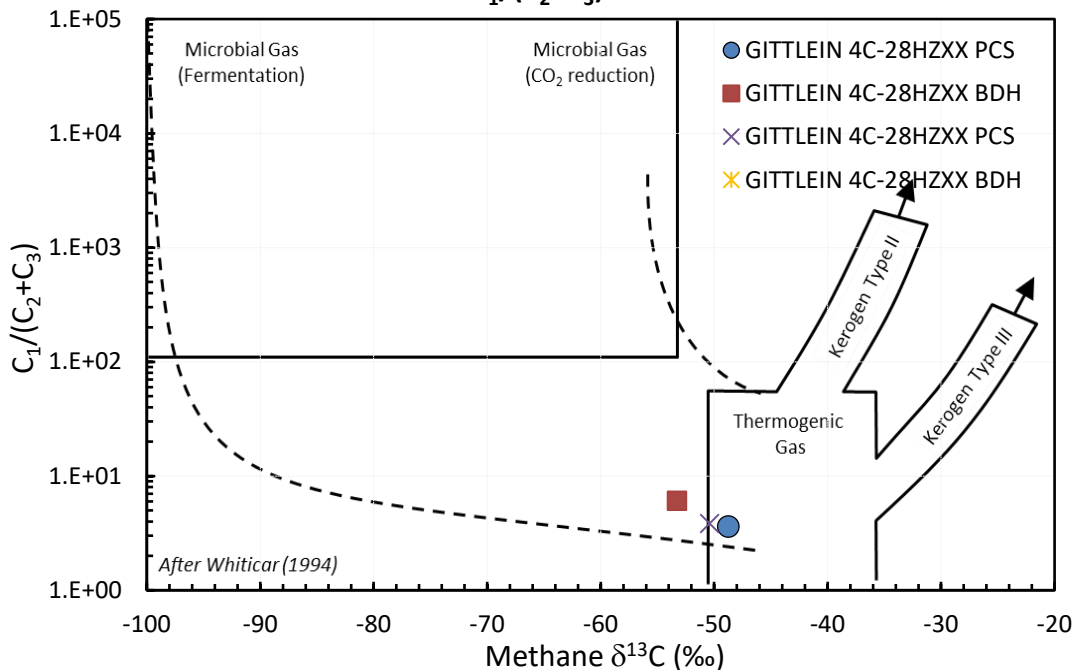 1.E+05
1.E+04
1.E+03
1.E+02
1.E+01
1.E+00
C₁/(C₂+C₃)
Microbial Gas
(Fermentation)
Microbial Gas
(CO₂ reduction)
GITTLEIN 4C-28HZXX PCS
GITTLEIN 4C-28HZXX BDH
GITTLEIN 4C-28HZXX PCS
GITTLEIN 4C-28HZXX BDH
Kerogen Type II
Kerogen Type III
Thermogenic
Gas
After Whiticar (1994)
-100 -90 -80 -70 -60 -50 -40 -30 -20
Methane δ¹³C (‰)